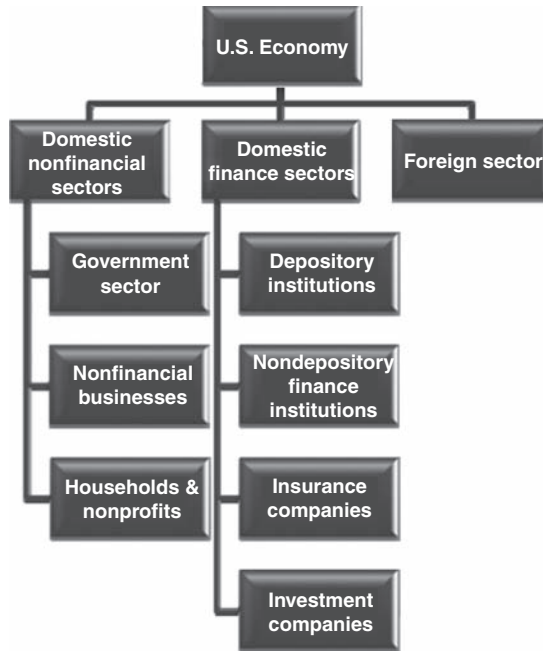 U.S. Economy
Domestic
nonfinancial
sectors
Domestic
finance sectors
Foreign sector
Government
sector
Nonfinancial
businesses
Households &
nonprofits
Depository
institutions
Nondepository
finance
institutions
Insurance
companies
Investment
companies